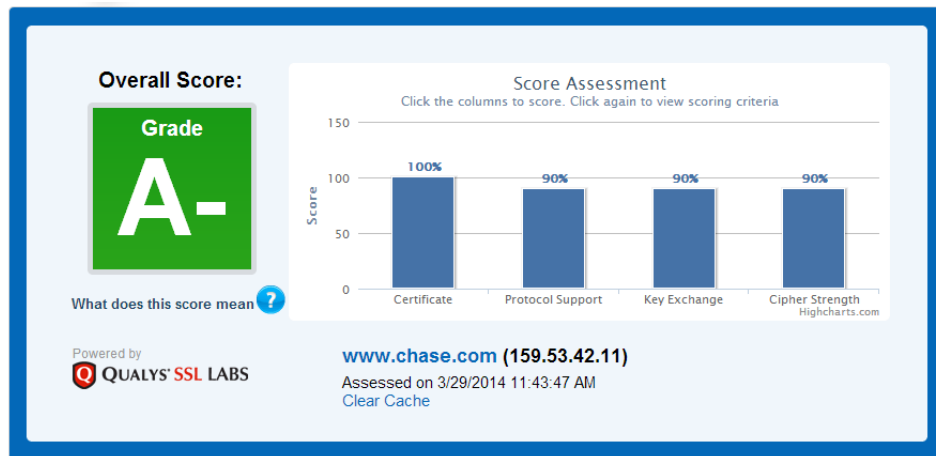 Overall Score:
Grade
A-
What does this score mean ?
Powered by
QUALYS' SSL LABS
Score Assessment
Click the columns to score. Click again to view scoring criteria
150
100
50
0
Score
100%
90%
90%
90%
Certificate
Protocol Support
Key Exchange
Cipher Strength
Highcharts.com
www.chase.com (159.53.42.11)
Assessed on 3/29/2014 11:43:47 AM
Clear Cache